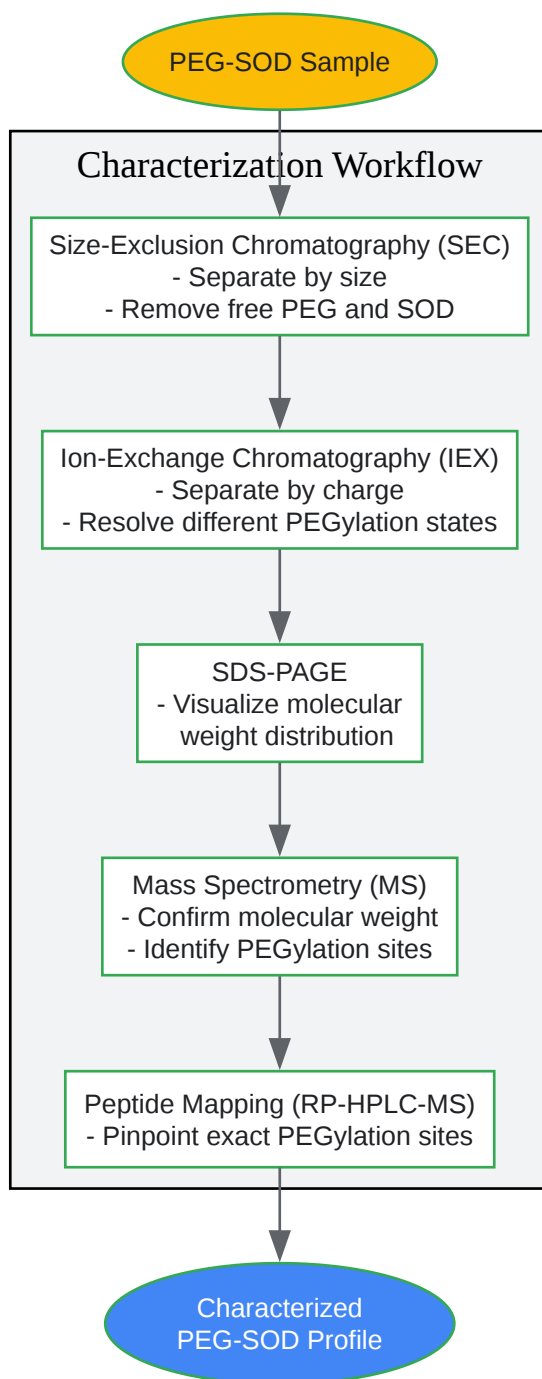 PEG-SOD Sample
Characterization Workflow
Size-Exclusion Chromatography (SEC)
- Separate by size
- Remove free PEG and SOD
Ion-Exchange Chromatography (IEX)
- Separate by charge
- Resolve different PEGylation states
SDS-PAGE
- Visualize molecular
weight distribution
Mass Spectrometry (MS)
- Confirm molecular weight
- Identify PEGylation sites
Peptide Mapping (RP-HPLC-MS)
- Pinpoint exact PEGylation sites
Characterized
PEG-SOD Profile